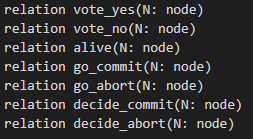 relation vote_yes(N: node)
relation vote_no(N: node)
relation alive(N: node)
relation go_commit(N: node)
relation go_abort(N: node)
relation decide_commit(N: node)
relation decide_abort(N: node)